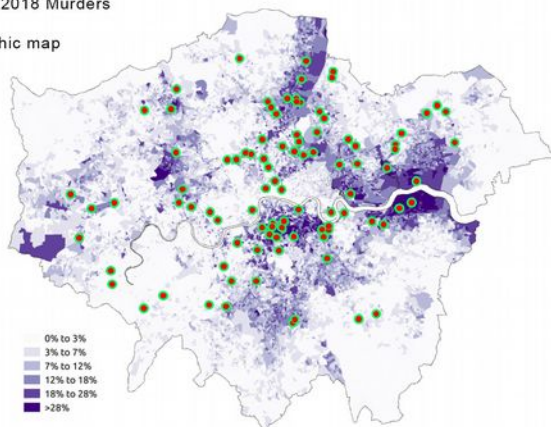 2018 Murders
hic map
0% to 3%
3% to 7%
7% to 12%
12% to 18%
18% to 28%
>28%